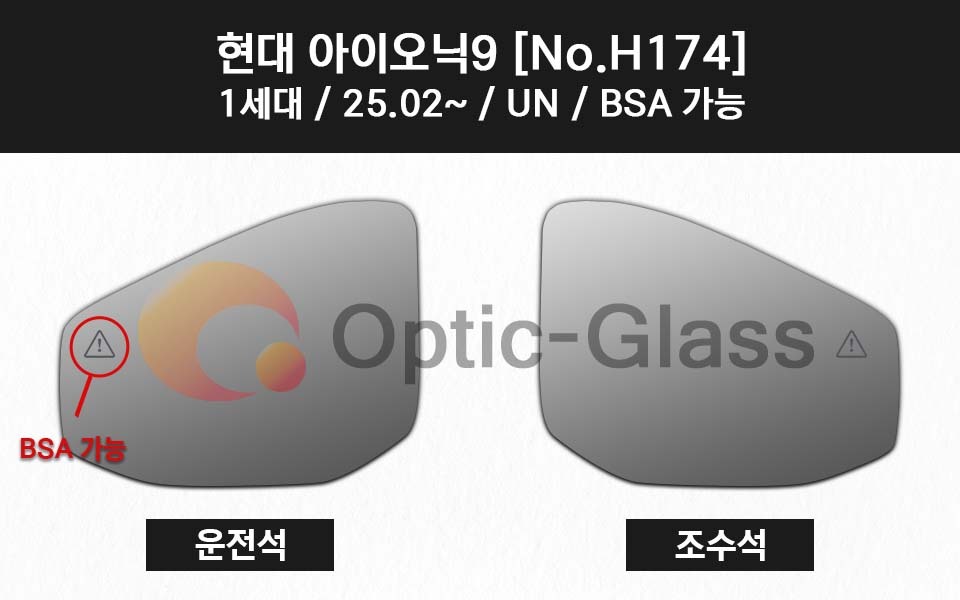 현대 아이오닉9 [No.H174]
1세대 / 25.02~ / UN / BSA 가능
Optic-Glass
BSA 가능
운전석
조수석